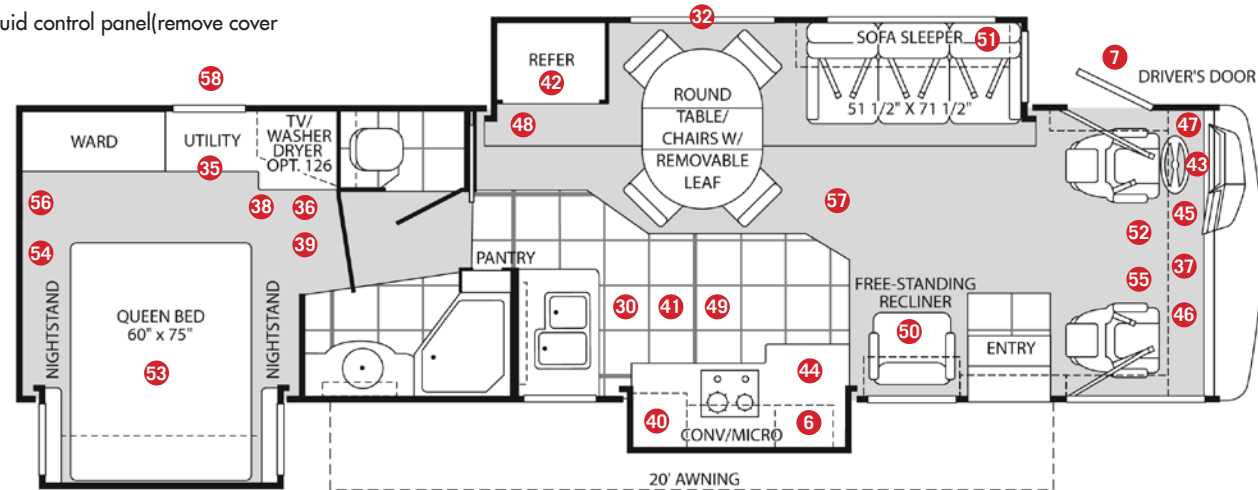 uid control panel(remove cover
32
SOFA SLEEPER 51
7
DRIVER'S DOOR
REFER
42
58
ROUND
TABLE/
CHAIRS W/
REMOVABLE
LEAF
51 1/2" X 71 1/2"
WARD
UTILITY
TV/
WASHER
DRYER
OPT. 126
48
47
43
35
56
38
36
57
45
52
54
39
37
PANTRY
55
FREE-STANDING
RECLINER
NIGHTSTAND
QUEEN BED
60" x 75"
NIGHTSTAND
30
41
49
46
50
ENTRY
53
44
40
6
CONV/MICRO
20' AWNING